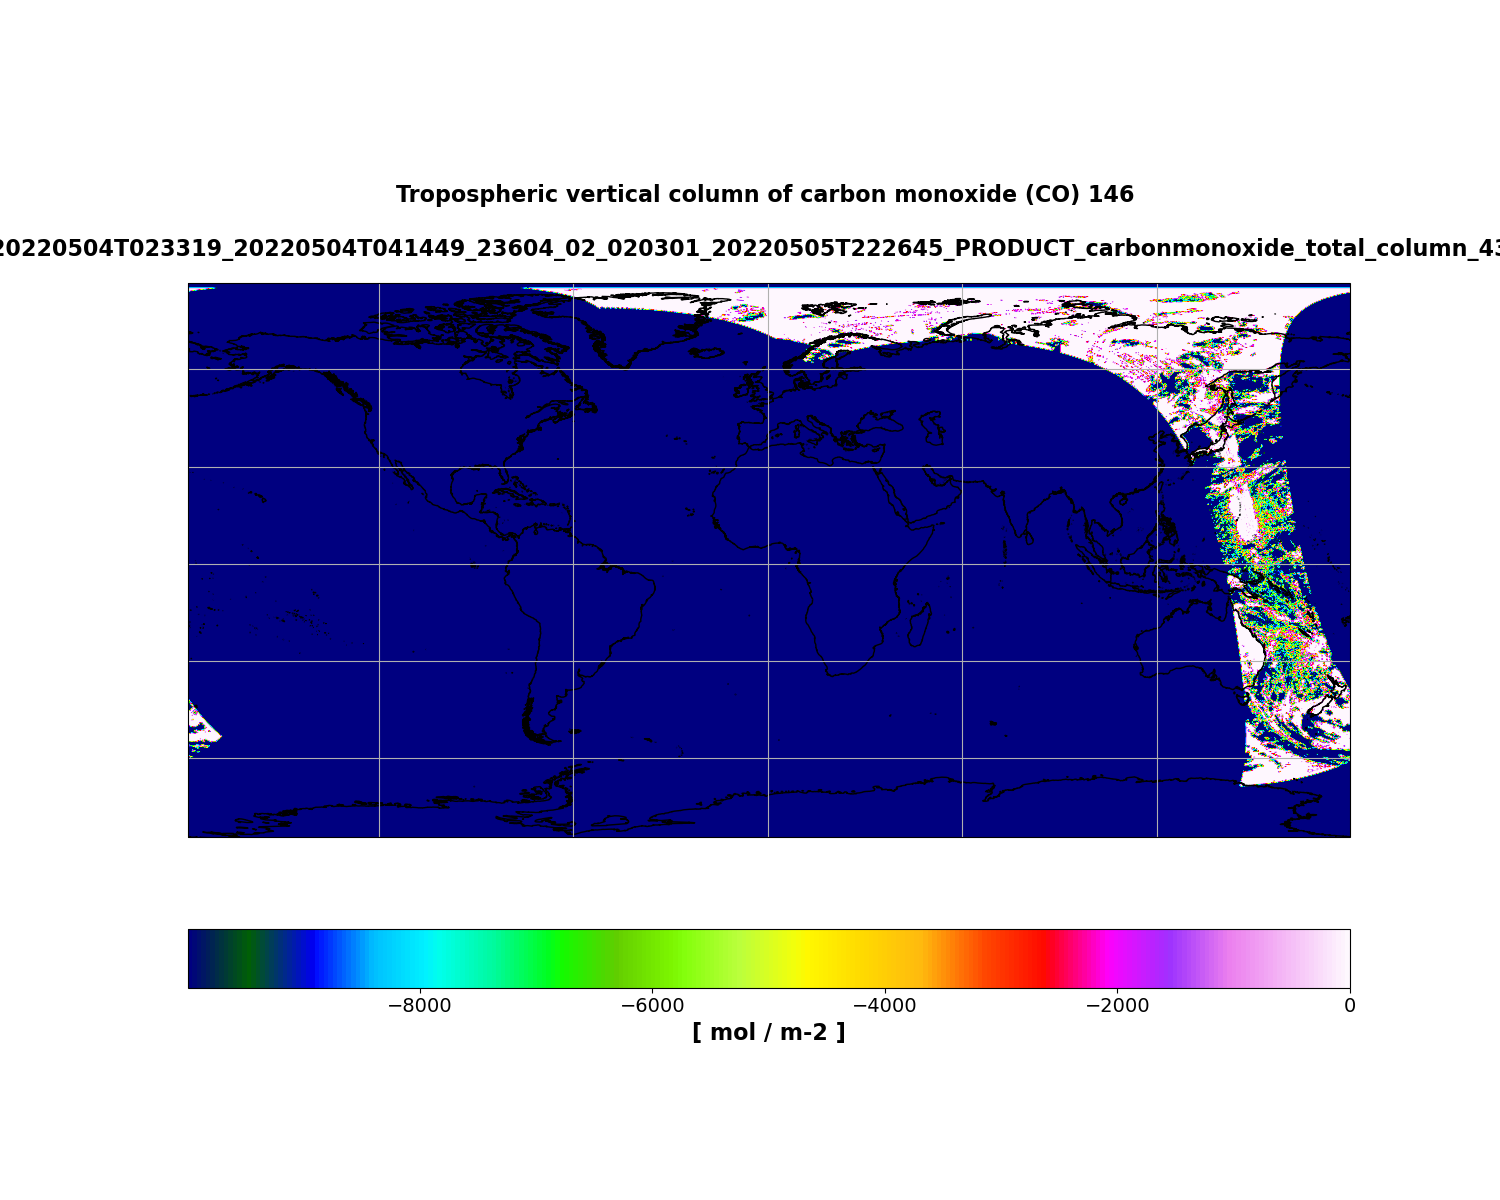 Tropospheric vertical column of carbon monoxide (CO) 146
20220504T023319_20220504T041449_23604_02_020301_20220505T222645_PRODUCT_carbonmonoxide_total_column_43
−8000 −6000 −4000 −2000 0
[ mol / m-2 ]